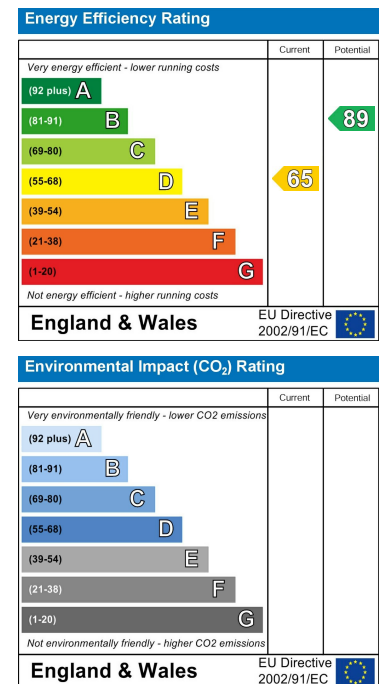 Energy Efficiency Rating
Current Potential
Very energy efficient - lower running costs
(92 plus) A
(81-91) B
89
(69-80) C
(55-68) D
65
(39-54) E
(21-38) F
(1-20) G
Not energy efficient - higher running costs
England & Wales
EU Directive
2002/91/EC
Environmental Impact (CO₂) Rating
Current Potential
Very environmentally friendly - lower CO2 emissions
(92 plus) A
(81-91) B
(69-80) C
(55-68) D
(39-54) E
(21-38) F
(1-20) G
Not environmentally friendly - higher CO2 emissions
England & Wales
EU Directive
2002/91/EC